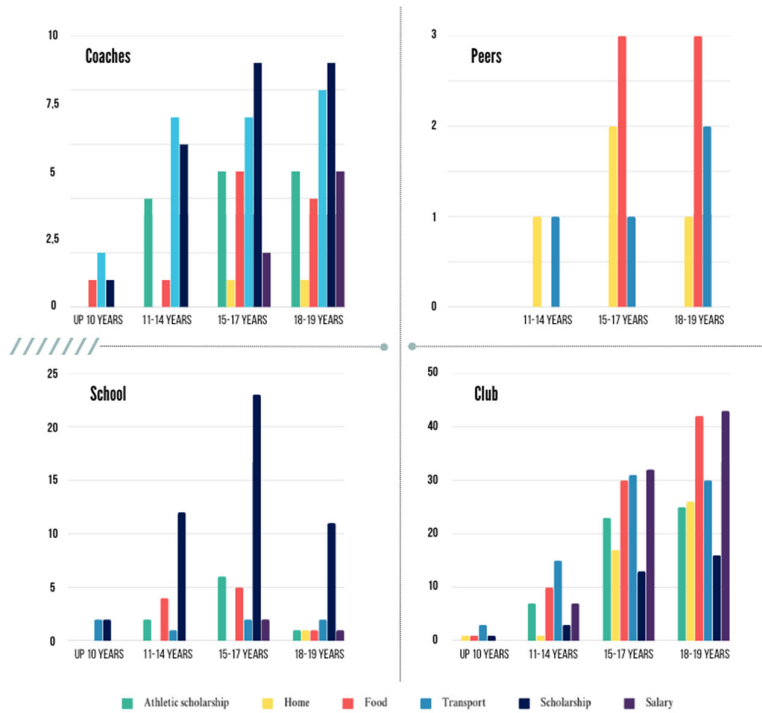 Coaches
10
7.5
5
2.5
0
UP 10 YEARS 11-14 YEARS 15-17 YEARS 18-19 YEARS
Peers
3
2
1
0
11-14 YEARS 15-17 YEARS 18-19 YEARS
School
25
20
15
10
5
0
UP 10 YEARS 11-14 YEARS 15-17 YEARS 18-19 YEARS
Club
50
40
30
20
10
0
UP 10 YEARS 11-14 YEARS 15-17 YEARS 18-19 YEARS
Athletic scholarship Home Food Transport Scholarship Salary